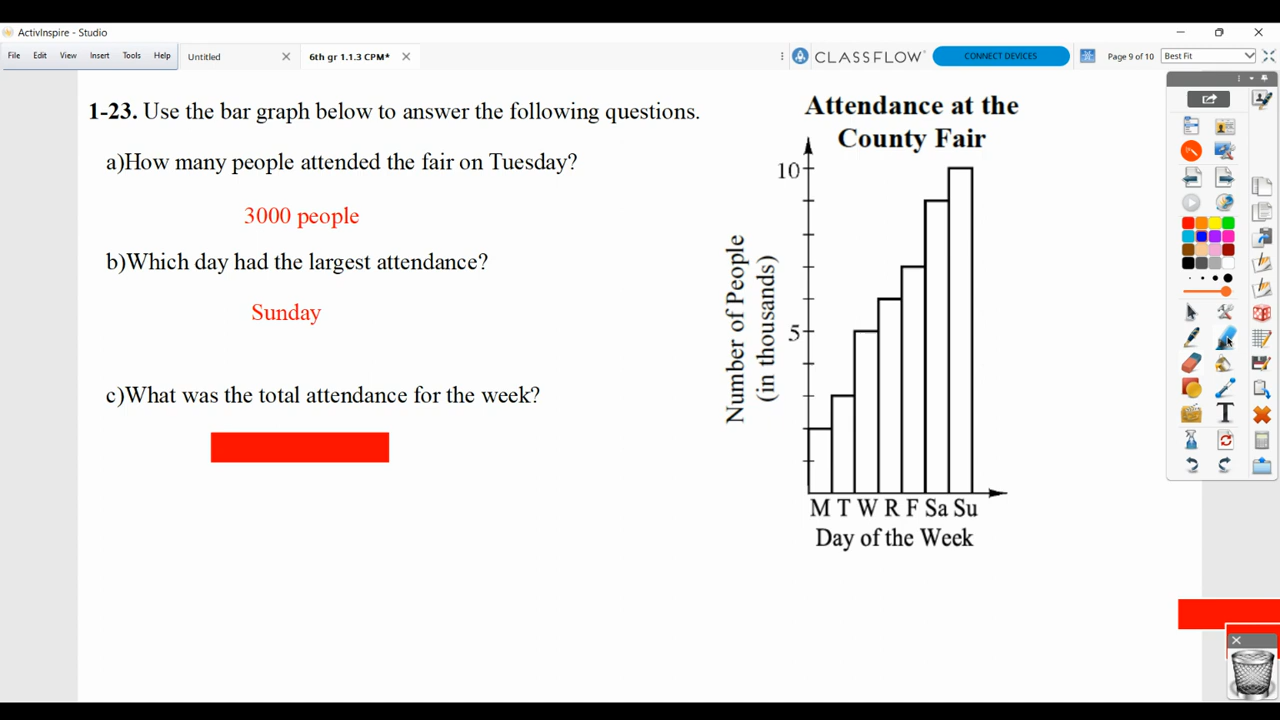 ActivInspire - Studio
File Edit View Insert Tools Help
Untitled
6th gr 1.1.3 CPM*
CLASSFLOW
CONNECT DEVICES
Page 9 of 10
Best Fit
1-23. Use the bar graph below to answer the following questions.
a)How many people attended the fair on Tuesday?
3000 people
b)Which day had the largest attendance?
Sunday
c)What was the total attendance for the week?
Attendance at the
County Fair
Number of People
(in thousands)
10
5
M T W R F Sa Su
Day of the Week